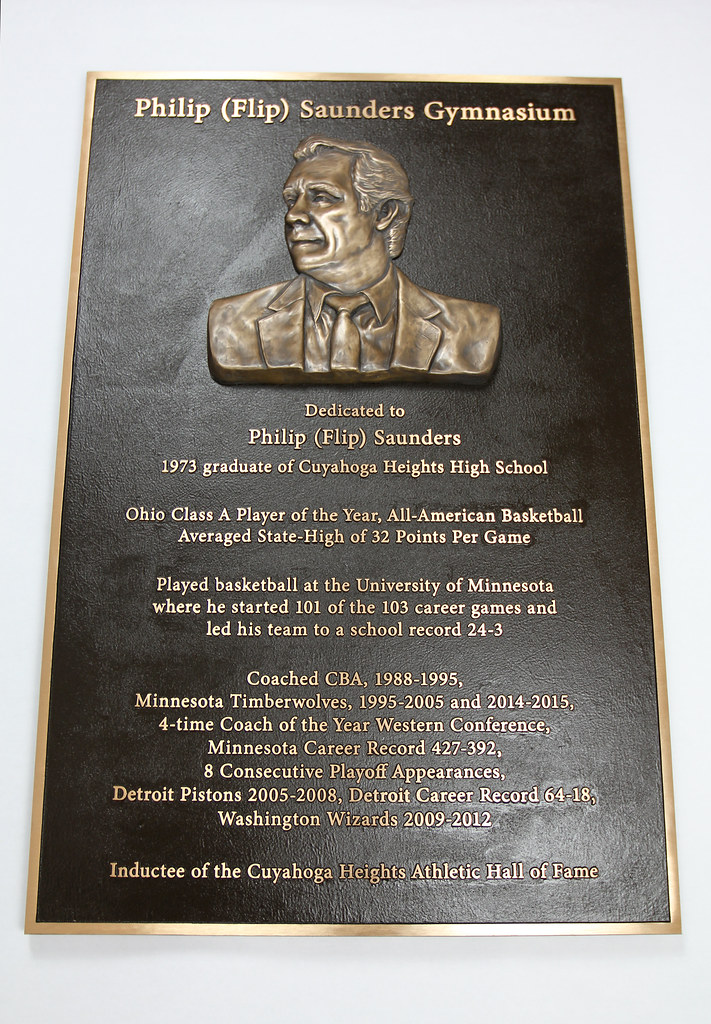 Philip (Flip) Saunders Gymnasium
Dedicated to
Philip (Flip) Saunders
1973 graduate of Cuyahoga Heights High School
Ohio Class A Player of the Year, All-American Basketball
Averaged State-High of 32 Points Per Game
Played basketball at the University of Minnesota
where he started 101 of the 103 career games and
led his team to a school record 24-3
Coached CBA, 1988-1995,
Minnesota Timberwolves, 1995-2005 and 2014-2015,
4-time Coach of the Year Western Conference,
Minnesota Career Record 427-392,
8 Consecutive Playoff Appearances,
Detroit Pistons 2005-2008, Detroit Career Record 64-18,
Washington Wizards 2009-2012
Inductee of the Cuyahoga Heights Athletic Hall of Fame